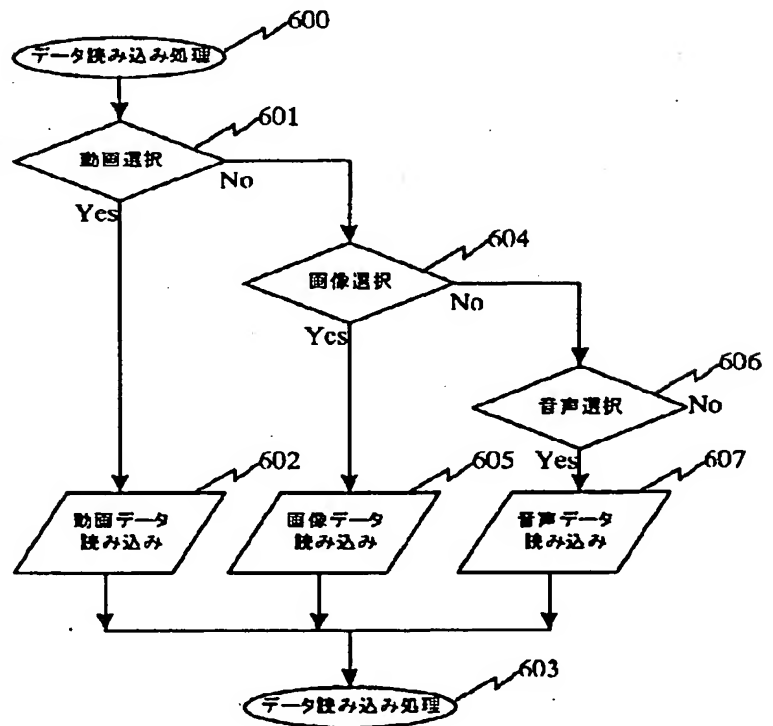 600
データ読み込み処理
601
動画選択
No
Yes
604
画像選択
No
Yes
606
音声選択
No
Yes
602
605
607
動画データ
読み込み
画像データ
読み込み
音声データ
読み込み
603
データ読み込み処理